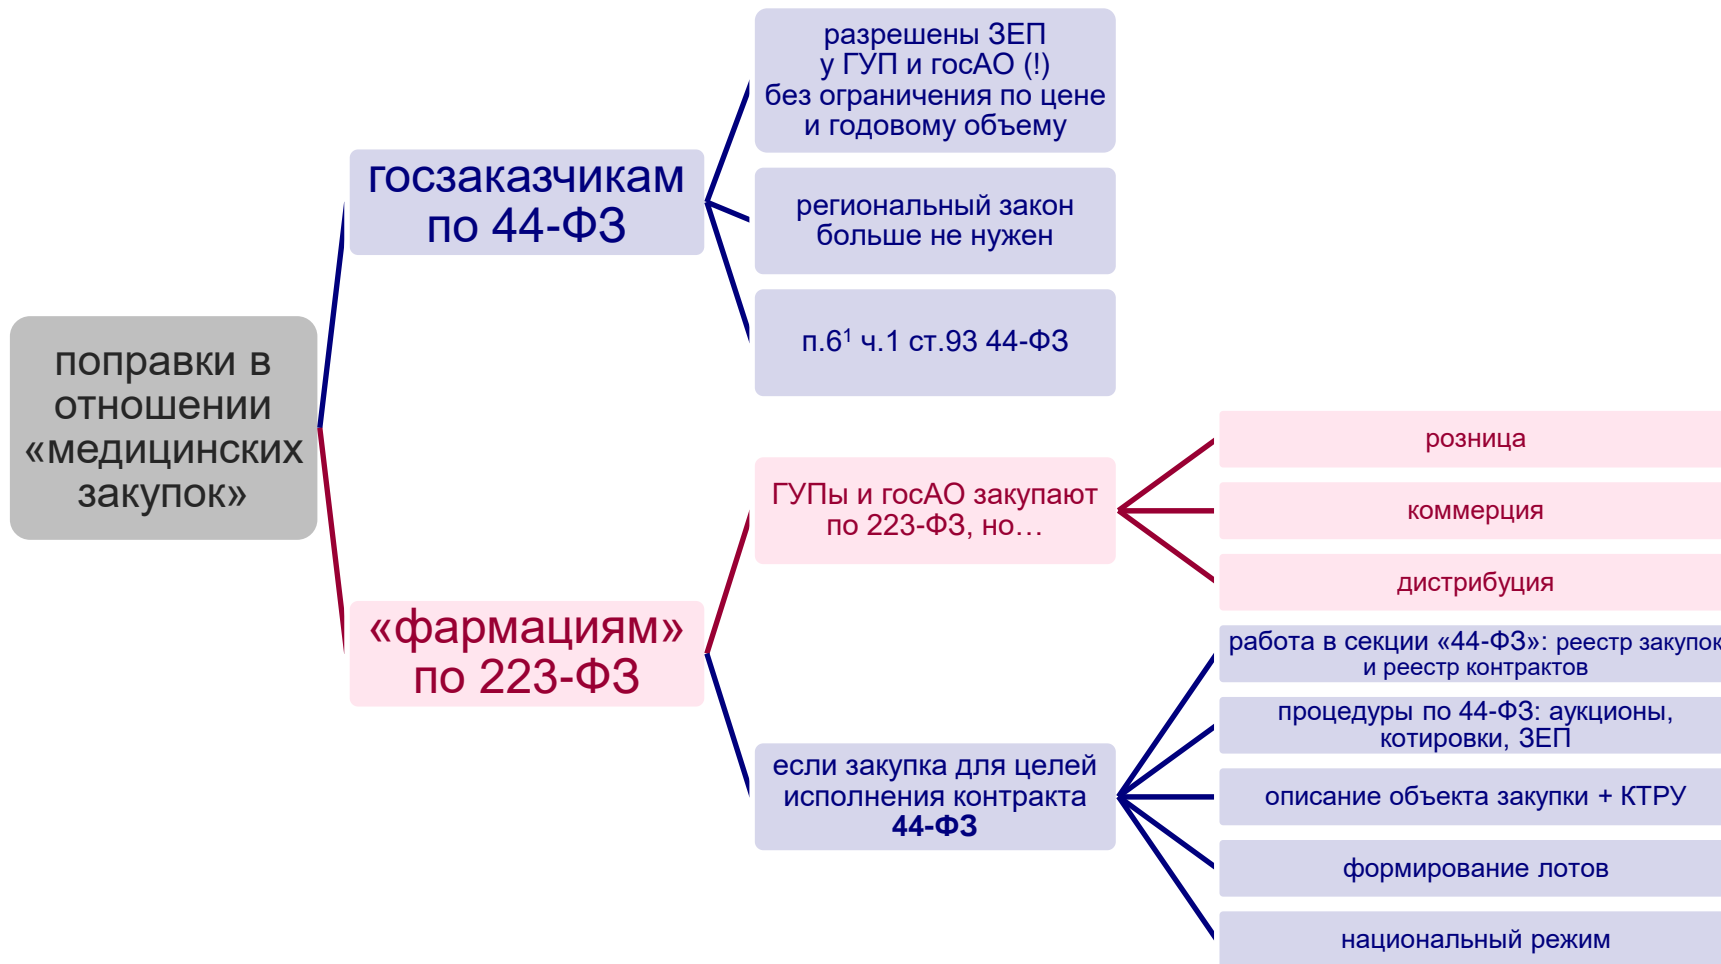 поправки в
отношении
«медицинских
закупок»
госзаказчикам
по 44-ФЗ
разрешены ЗЕП
у ГУП и госАО (!)
без ограничения по цене
и годовому объему
региональный закон
больше не нужен
п.6¹ ч.1 ст.93 44-ФЗ
«фармациям»
по 223-ФЗ
ГУПы и госАО закупают
по 223-ФЗ, но…
розница
коммерция
дистрибуция
если закупка для целей
исполнения контракта
44-ФЗ
работа в секции «44-ФЗ»: реестр закупок
и реестр контрактов
процедуры по 44-ФЗ: аукционы,
котировки, ЗЕП
описание объекта закупки + КТРУ
формирование лотов
национальный режим